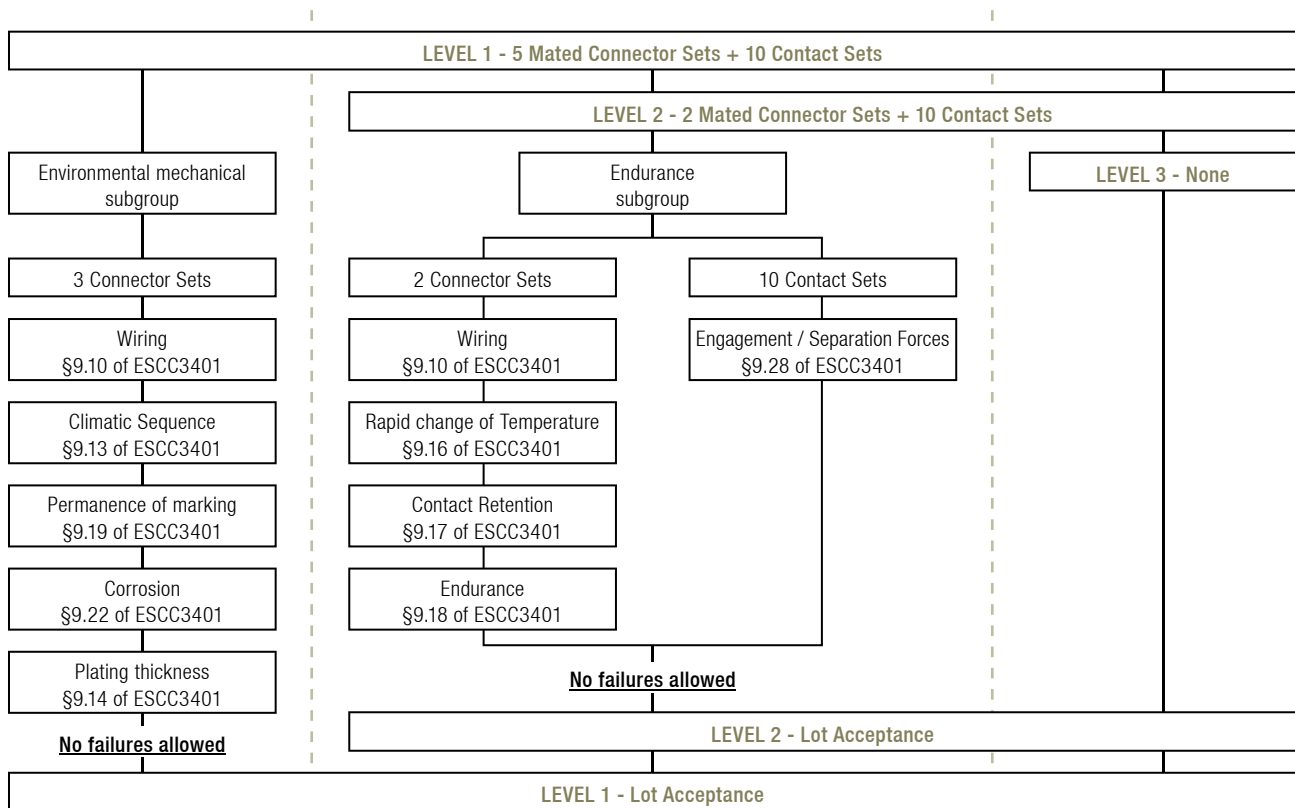 LEVEL 1 - 5 Mated Connector Sets + 10 Contact Sets
LEVEL 2 - 2 Mated Connector Sets + 10 Contact Sets
Environmental mechanical
subgroup
Endurance
subgroup
LEVEL 3 - None
3 Connector Sets
2 Connector Sets
10 Contact Sets
Wiring
§9.10 of ESCC3401
Wiring
§9.10 of ESCC3401
Engagement / Separation Forces
§9.28 of ESCC3401
Climatic Sequence
§9.13 of ESCC3401
Rapid change of Temperature
§9.16 of ESCC3401
Permanence of marking
§9.19 of ESCC3401
Contact Retention
§9.17 of ESCC3401
Corrosion
§9.22 of ESCC3401
Endurance
§9.18 of ESCC3401
Plating thickness
§9.14 of ESCC3401
No failures allowed
No failures allowed
LEVEL 2 - Lot Acceptance
LEVEL 1 - Lot Acceptance